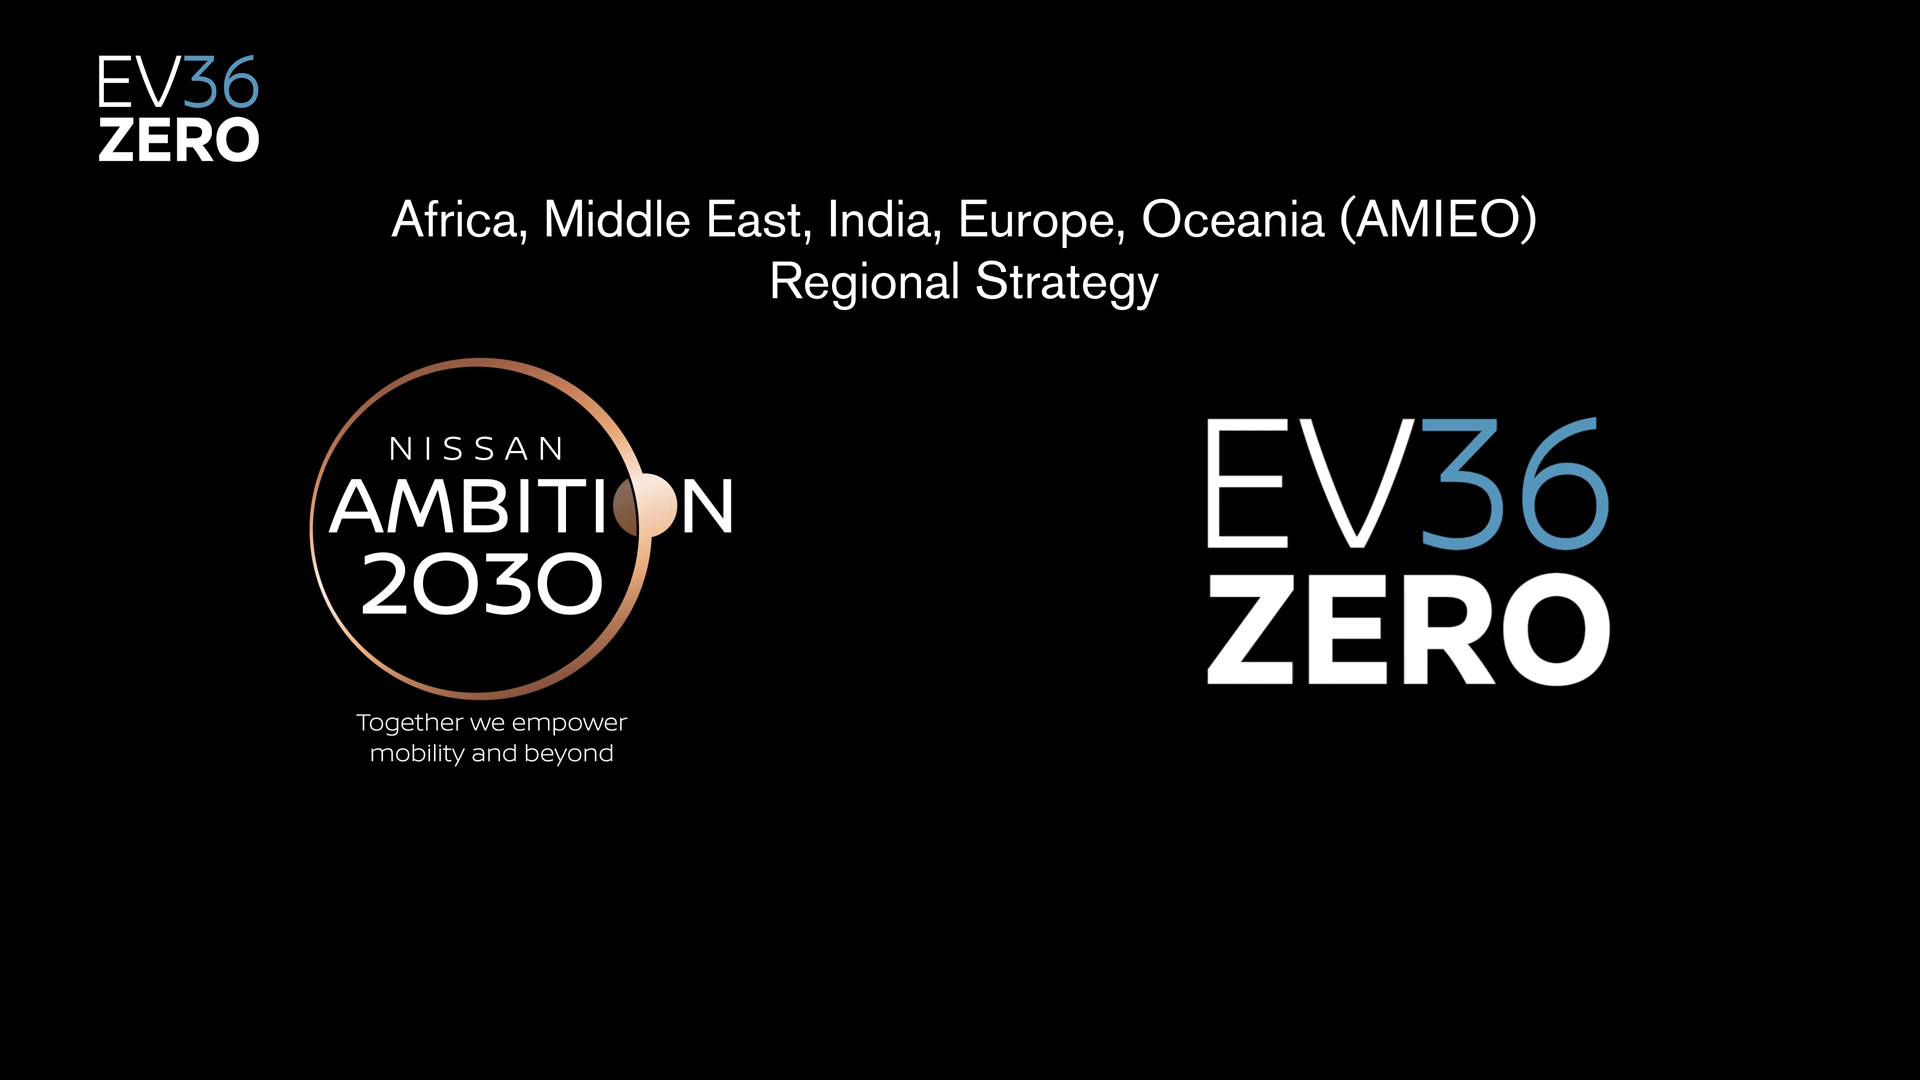 EV36
ZERO
Africa, Middle East, India, Europe, Oceania (AMIEO)
Regional Strategy
NISSAN
AMBITION
2030
Together we empower
mobility and beyond
EV36
ZERO